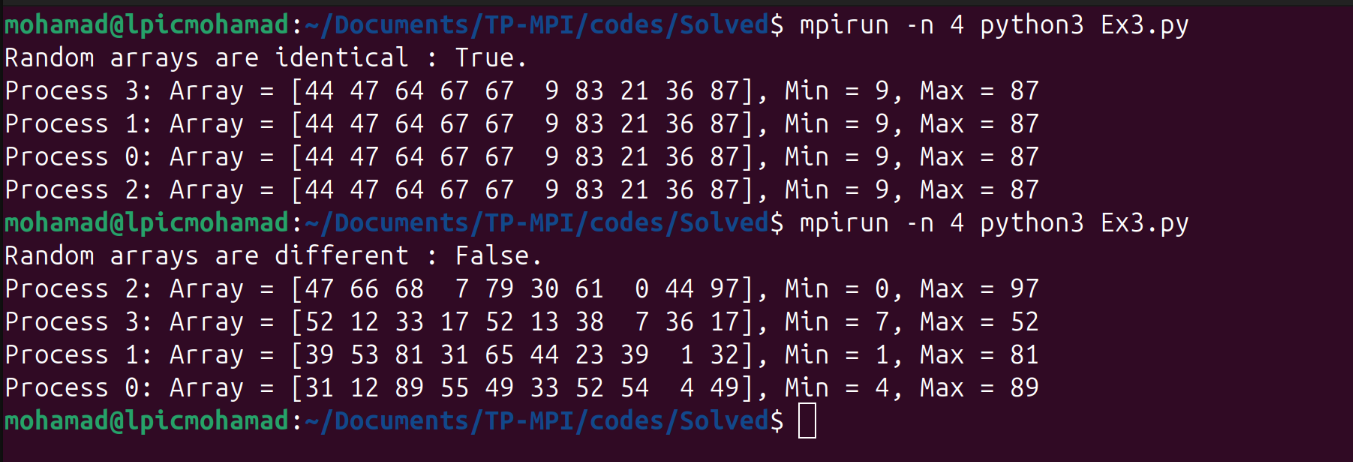 mohamad@lpicmohamad:~/Documents/TP-MPI/codes/Solved$ mpirun -n 4 python3 Ex3.py
Random arrays are identical : True.
Process 3: Array = [44 47 64 67 67  9 83 21 36 87], Min = 9, Max = 87
Process 1: Array = [44 47 64 67 67  9 83 21 36 87], Min = 9, Max = 87
Process 0: Array = [44 47 64 67 67  9 83 21 36 87], Min = 9, Max = 87
Process 2: Array = [44 47 64 67 67  9 83 21 36 87], Min = 9, Max = 87
mohamad@lpicmohamad:~/Documents/TP-MPI/codes/Solved$ mpirun -n 4 python3 Ex3.py
Random arrays are different : False.
Process 2: Array = [47 66 68  7 79 30 61  0 44 97], Min = 0, Max = 97
Process 3: Array = [52 12 33 17 52 13 38  7 36 17], Min = 7, Max = 52
Process 1: Array = [39 53 81 31 65 44 23 39  1 32], Min = 1, Max = 81
Process 0: Array = [31 12 89 55 49 33 52 54  4 49], Min = 4, Max = 89
mohamad@lpicmohamad:~/Documents/TP-MPI/codes/Solved$